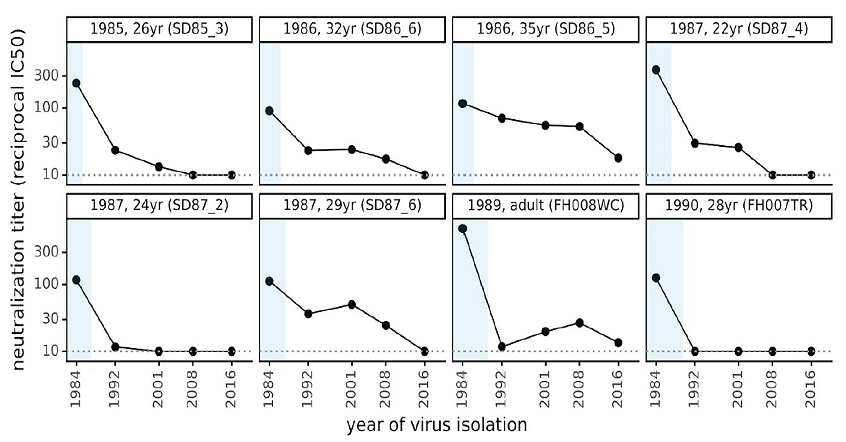 neutralization titer (reciprocal IC50)
1985, 26yr (SD85_3)
1986, 32yr (SD86_6)
1986, 35yr (SD86_5)
1987, 22yr (SD87_4)
300
100
30
10
1987, 24yr (SD87_2)
1987, 29yr (SD87_6)
1989, adult (FH008WC)
1990, 28yr (FH007TR)
300
100
30
10
1984 1992 2001 2008 2016
1984 1992 2001 2008 2016
1984 1992 2001 2008 2016
1984 1992 2001 2008 2016
year of virus isolation